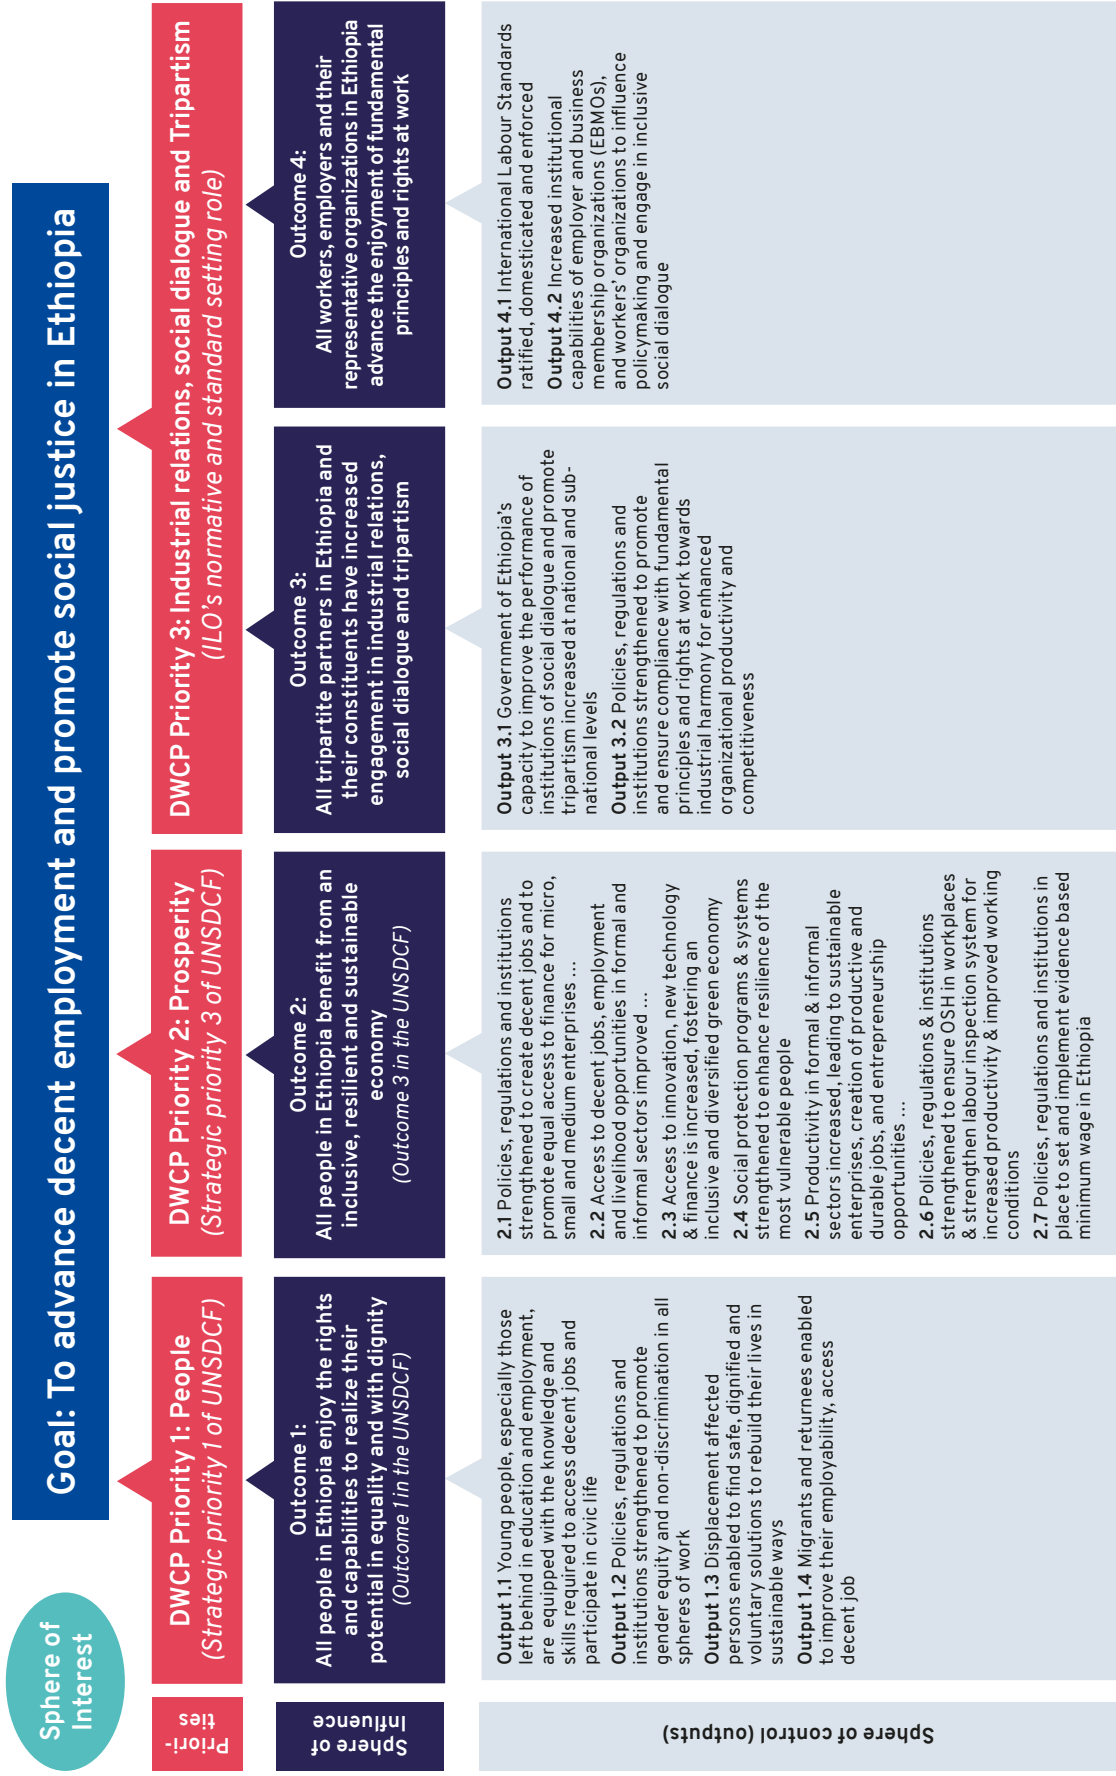 Sphere of
Interest
Goal: To advance decent employment and promote social justice in Ethiopia
Priori-
ties
DWCP Priority 1: People
(Strategic priority 1 of UNSDCF)
DWCP Priority 2: Prosperity
(Strategic priority 3 of UNSDCF)
DWCP Priority 3: Industrial relations, social dialogue and Tripartism
(ILO's normative and standard setting role)
Sphere of
Influence
Outcome 1:
All people in Ethiopia enjoy the rights
and capabilities to realize their
potential in equality and with dignity
(Outcome 1 in the UNSDCF)
Outcome 2:
All people in Ethiopia benefit from an
inclusive, resilient and sustainable
economy
(Outcome 3 in the UNSDCF)
Outcome 3:
All tripartite partners in Ethiopia and
their constituents have increased
engagement in industrial relations,
social dialogue and tripartism
Outcome 4:
All workers, employers and their
representative organizations in Ethiopia
advance the enjoyment of fundamental
principles and rights at work
Sphere of control (outputs)
Output 1.1 Young people, especially those
left behind in education and employment,
are equipped with the knowledge and
skills required to access decent jobs and
participate in civic life
Output 1.2 Policies, regulations and
institutions strengthened to promote
gender equity and non-discrimination in all
spheres of work
Output 1.3 Displacement affected
persons enabled to find safe, dignified and
voluntary solutions to rebuild their lives in
sustainable ways
Output 1.4 Migrants and returnees enabled
to improve their employability, access
decent job
2.1 Policies, regulations and institutions
strengthened to create decent jobs and to
promote equal access to finance for micro,
small and medium enterprises ...
2.2 Access to decent jobs, employment
and livelihood opportunities in formal and
informal sectors improved ...
2.3 Access to innovation, new technology
& finance is increased, fostering an
inclusive and diversified green economy
2.4 Social protection programs & systems
strengthened to enhance resilience of the
most vulnerable people
2.5 Productivity in formal & informal
sectors increased, leading to sustainable
enterprises, creation of productive and
durable jobs, and entrepreneurship
opportunities ...
2.6 Policies, regulations & institutions
strengthened to ensure OSH in workplaces
& strengthen labour inspection system for
increased productivity & improved working
conditions
2.7 Policies, regulations and institutions in
place to set and implement evidence based
minimum wage in Ethiopia
Output 3.1 Government of Ethiopia's
capacity to improve the performance of
institutions of social dialogue and promote
tripartism increased at national and sub-
national levels
Output 3.2 Policies, regulations and
institutions strengthened to promote
and ensure compliance with fundamental
principles and rights at work towards
industrial harmony for enhanced
organizational productivity and
competitiveness
Output 4.1 International Labour Standards
ratified, domesticated and enforced
Output 4.2 Increased institutional
capabilities of employer and business
membership organizations (EBMOs),
and workers' organizations to influence
policymaking and engage in inclusive
social dialogue